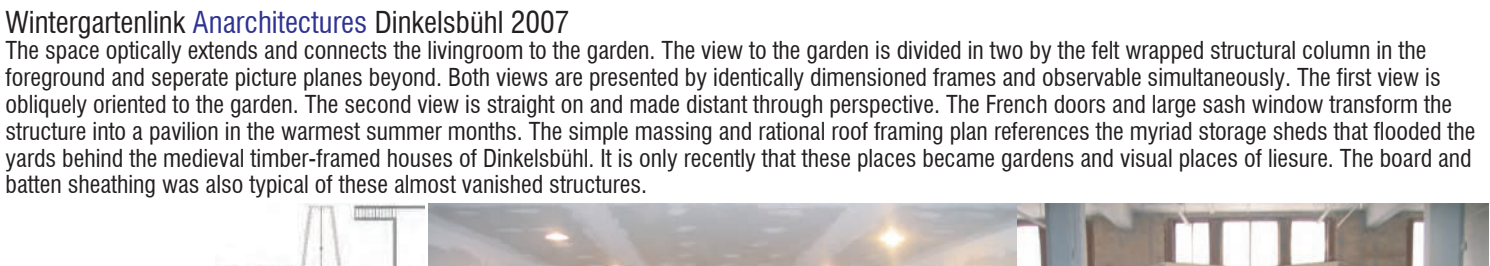 Wintergartenlink Anarchitectures Dinkelsbühl 2007
The space optically extends and connects the livingroom to the garden. The view to the garden is divided in two by the felt wrapped structural column in the
foreground and seperate picture planes beyond. Both views are presented by identically dimensioned frames and observable simultaneously. The first view is
obliquely oriented to the garden. The second view is straight on and made distant through perspective. The French doors and large sash window transform the
structure into a pavilion in the warmest summer months. The simple massing and rational roof framing plan references the myriad storage sheds that flooded the
yards behind the medieval timber-framed houses of Dinkelsbühl. It is only recently that these places became gardens and visual places of liesure. The board and
batten sheathing was also typical of these almost vanished structures.